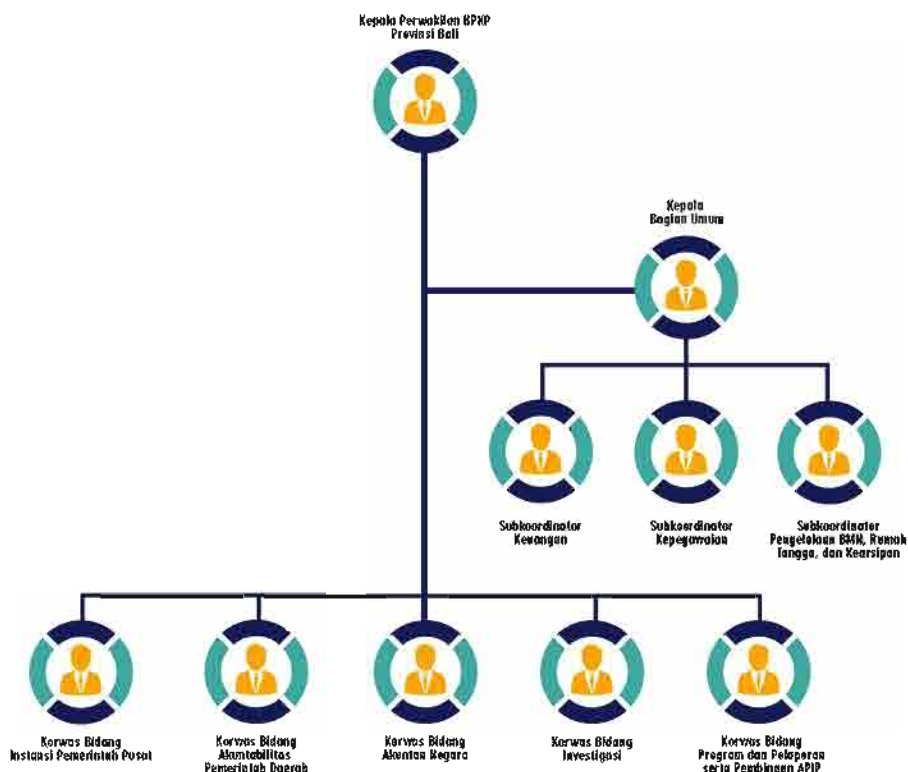 Kepala Perwakilan BPKP
Provinsi Bali
Kepala
Bagian Umum
Subkoordinator
Keuangan
Subkoordinator
Kepegawaian
Subkoordinator
Pengelolaan BMN, Rumah
Tangga, dan Kearsipan
Korwas Bidang
Instansi Pemerintah Pusat
Korwas Bidang
Akuntabilitas
Pemerintah Daerah
Korwas Bidang
Akuntan Negara
Korwas Bidang
Investigasi
Korwas Bidang
Program dan Pelaporan
serta Pembinaan APIP